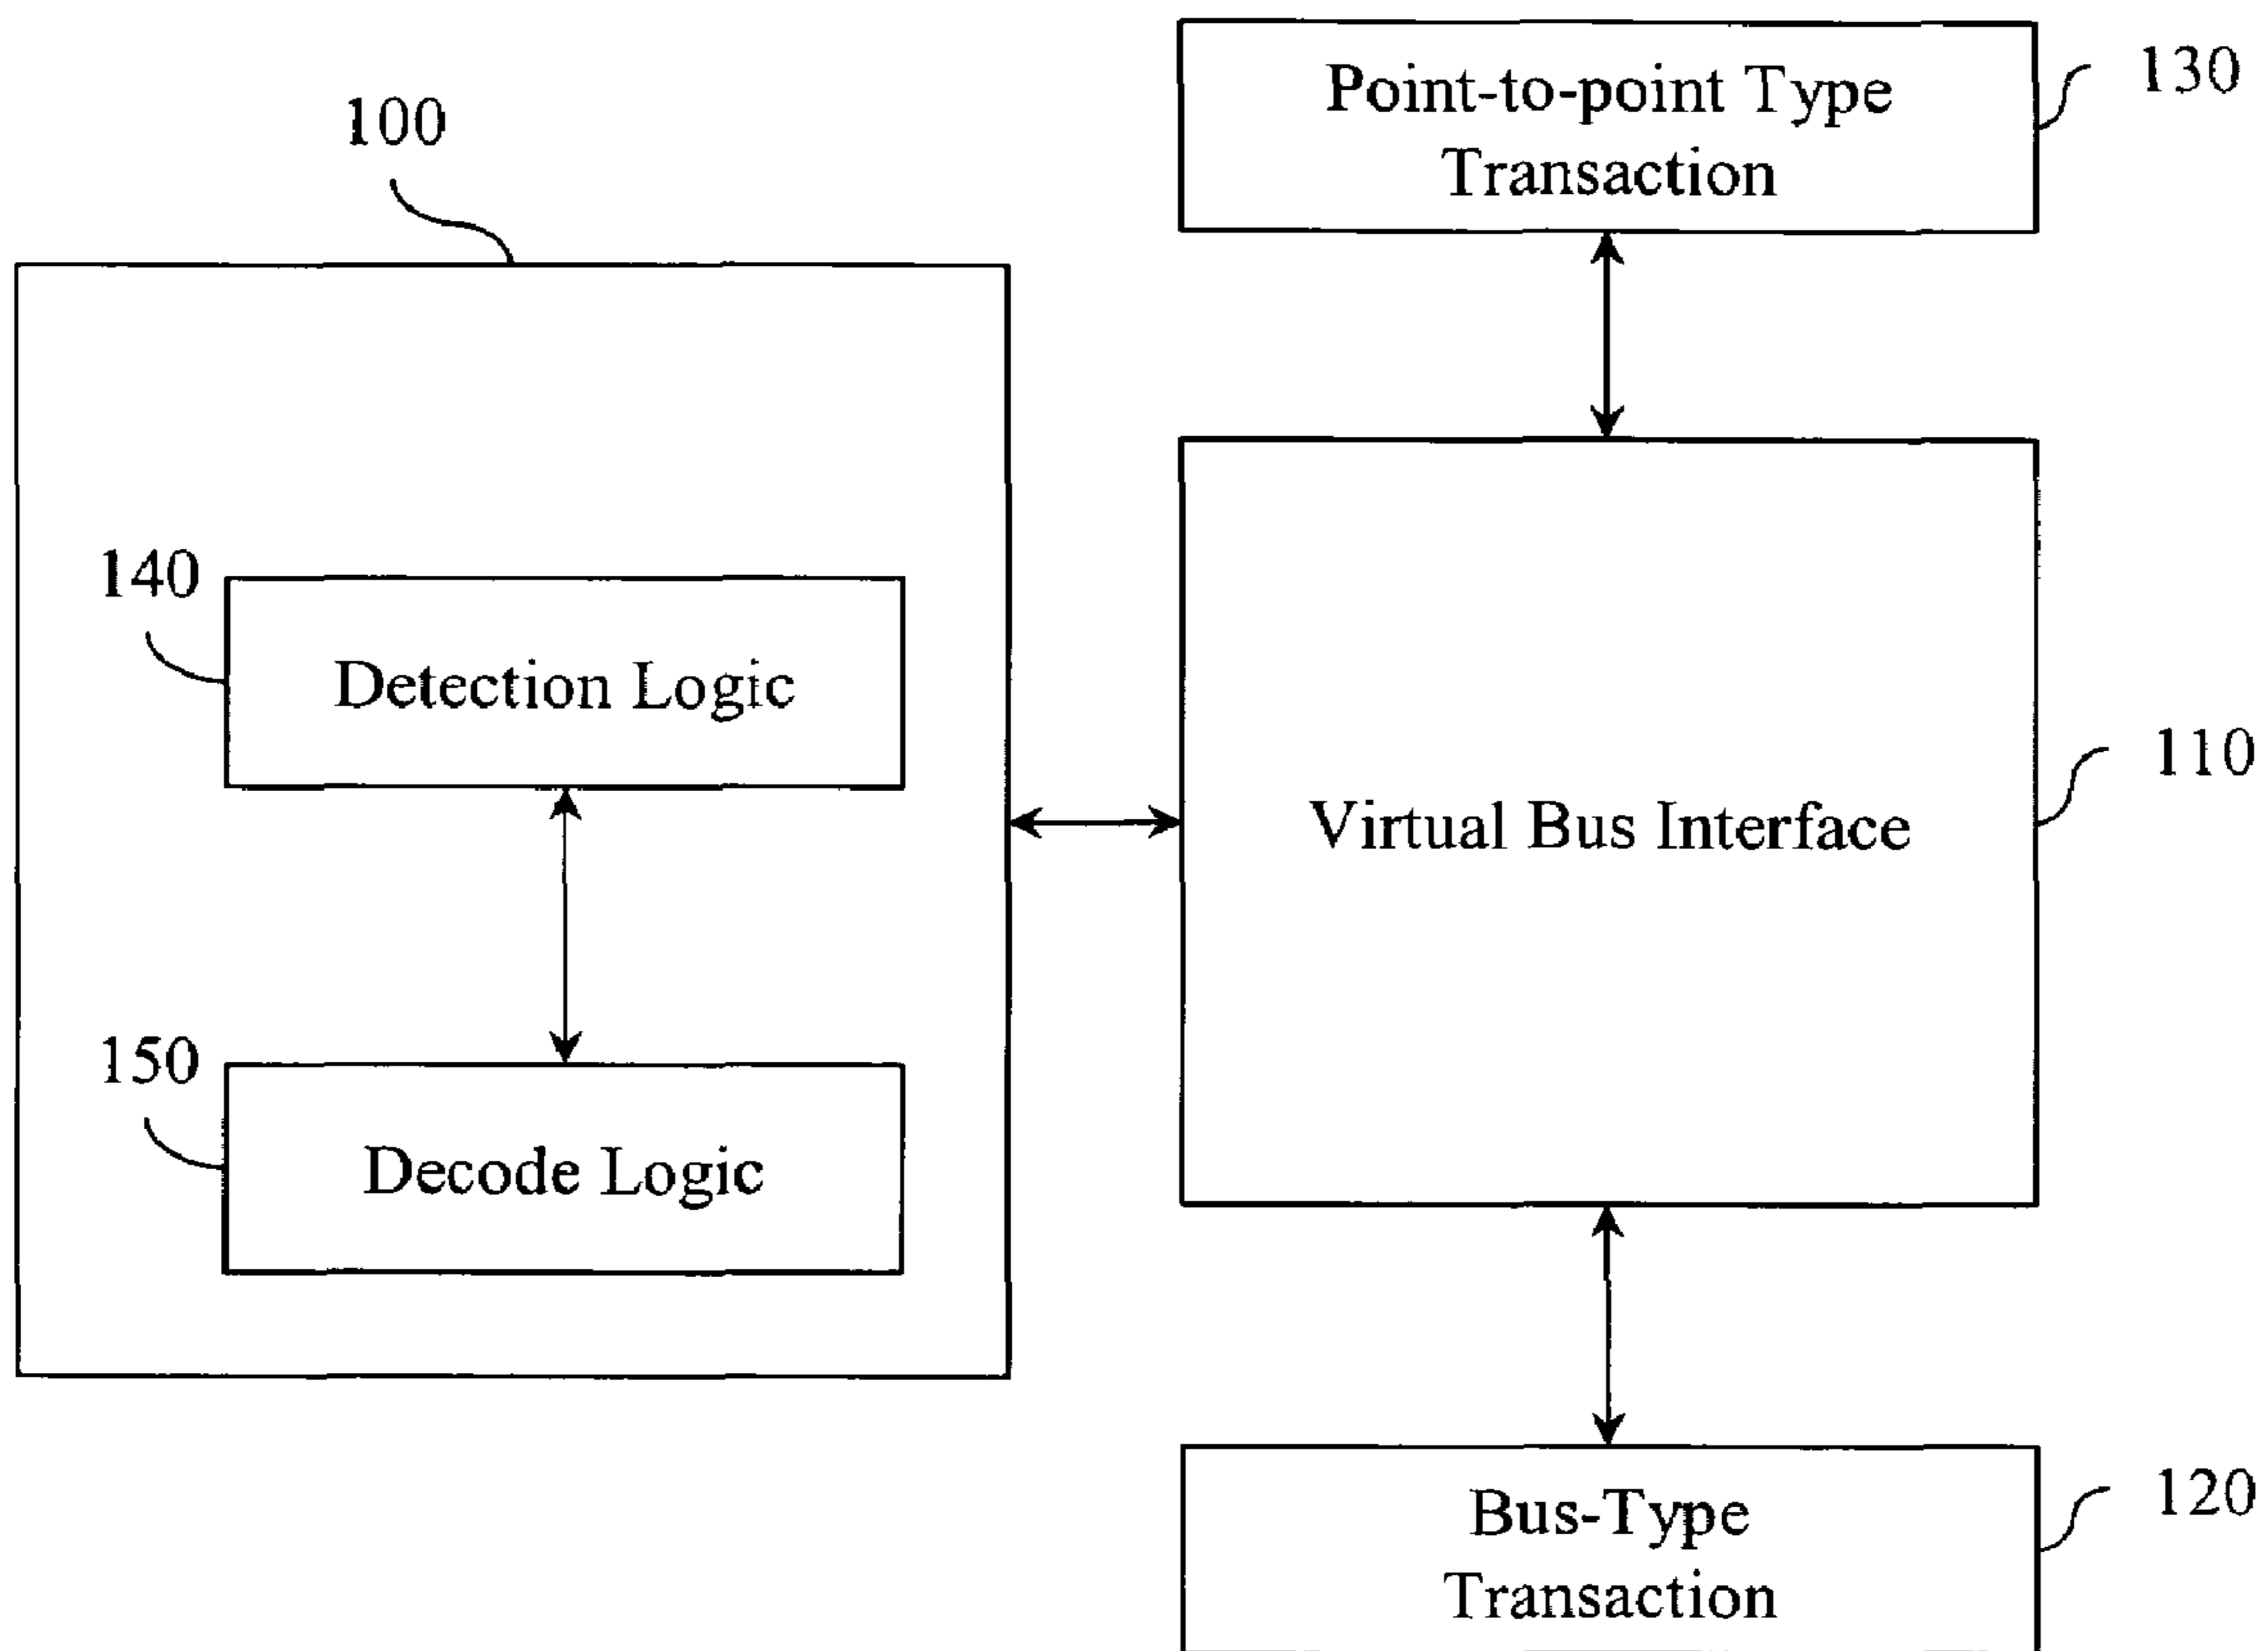 Point-to-point Type
Transaction
130
100
140
Detection Logic
Virtual Bus Interface
110
150
Decode Logic
Bus-Type
Transaction
120